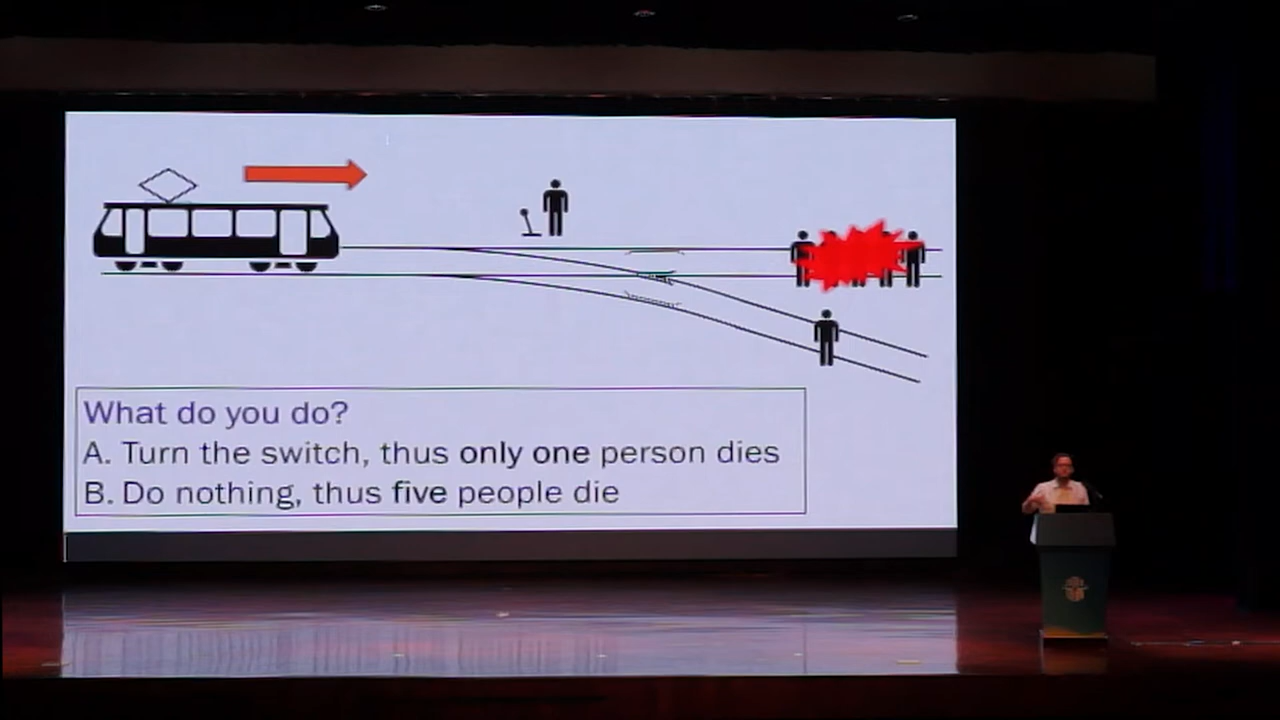 What do you do?
A. Turn the switch, thus only one person dies
B. Do nothing, thus five people die